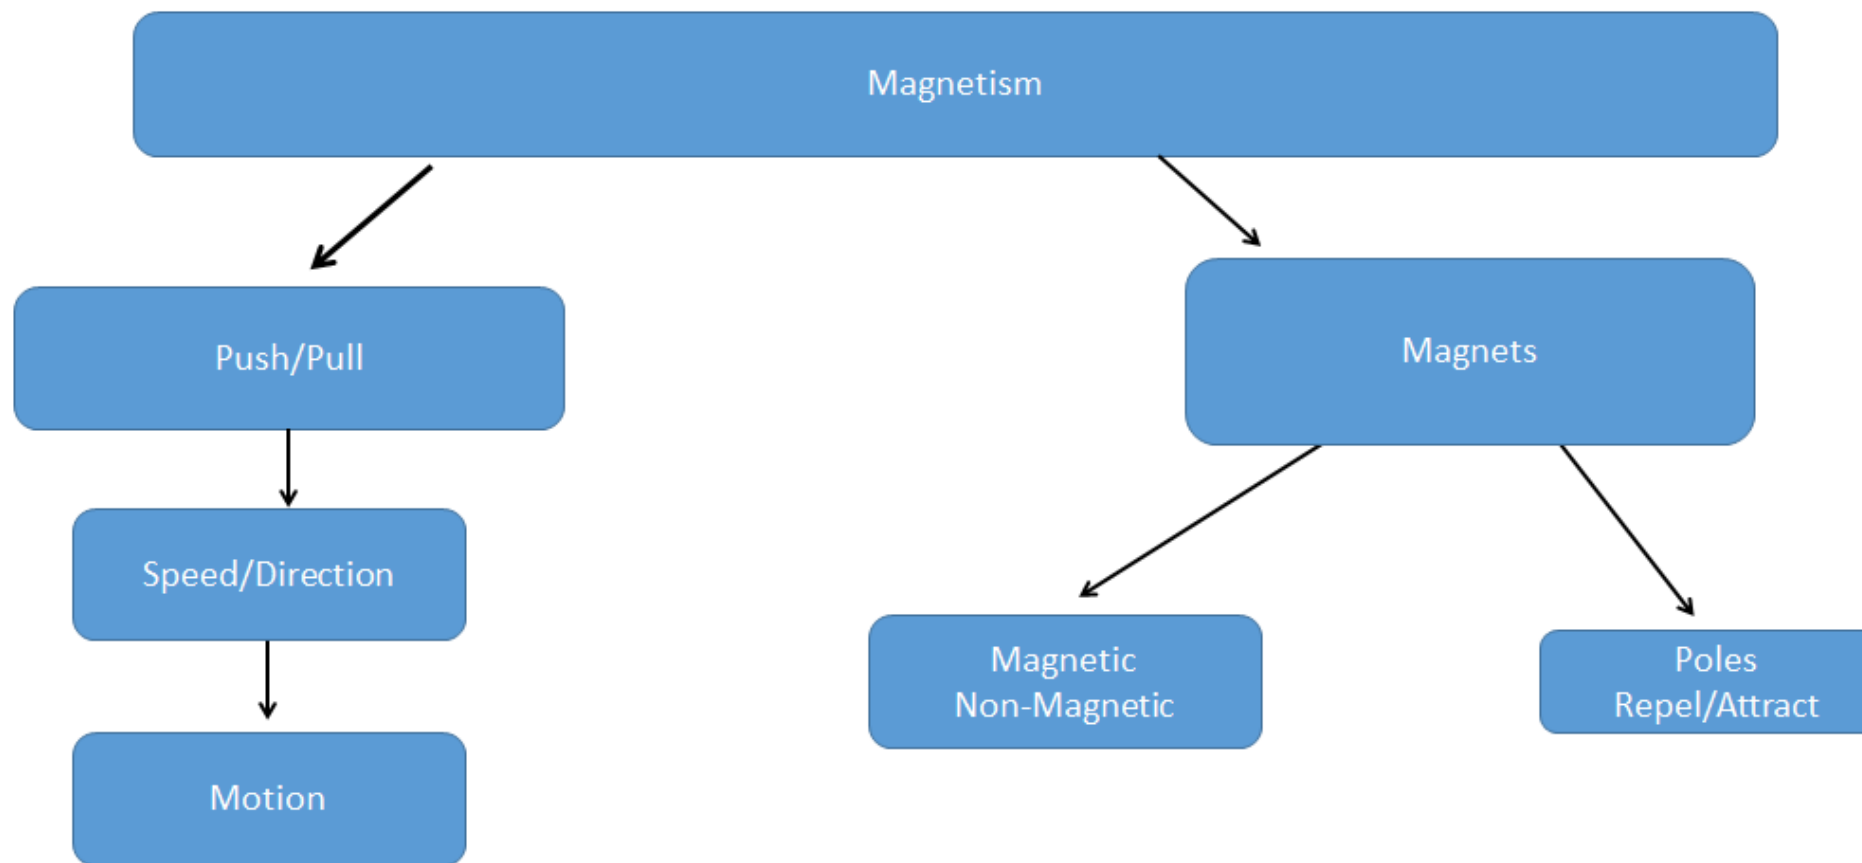 Magnetism
Push/Pull
Magnets
Speed/Direction
Magnetic
Non-Magnetic
Poles
Repel/Attract
Motion